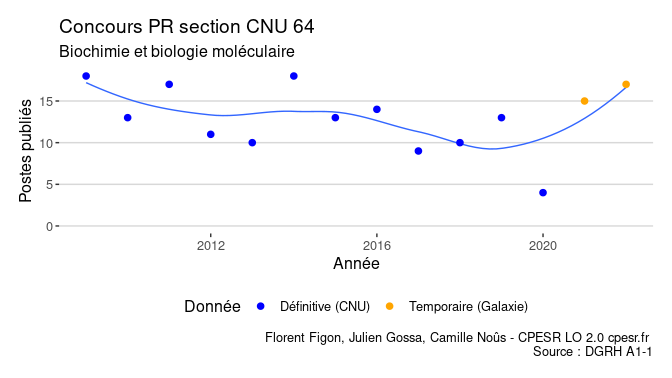 Concours PR section CNU 64
Biochimie et biologie moléculaire
Postes publiés
15
10
5
0
2012
2016
2020
Année
Donnée
Définitive (CNU)
Temporaire (Galaxie)
Florent Figon, Julien Gossa, Camille Noûs - CPESR LO 2.0 cpesr.fr
Source : DGRH A1-1